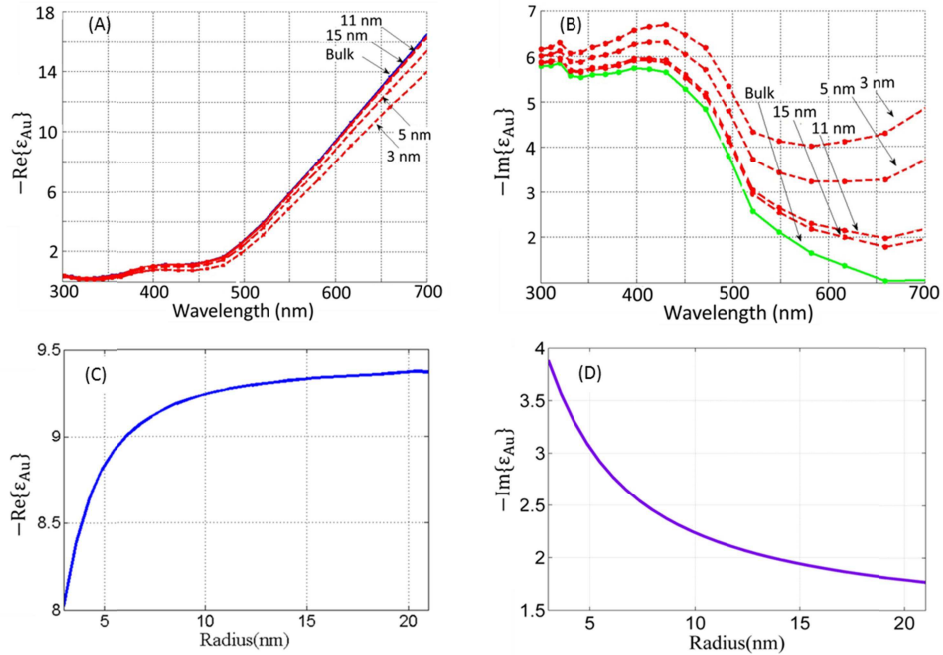 (A)
−Re{εAu}
18
16
14
12
10
8
6
4
2
11 nm
15 nm
Bulk
5 nm
3 nm
300
400
500
600
700
Wavelength (nm)
(B)
−Im{εAu}
7
6
5
4
3
2
Bulk
15 nm
11 nm
5 nm
3 nm
300
400
500
600
700
Wavelength (nm)
(C)
−Re{εAu}
9.5
9
8.5
8
5
10
15
20
Radius(nm)
(D)
−Im{εAu}
4
3.5
3
2.5
2
1.5
5
10
15
20
Radius(nm)